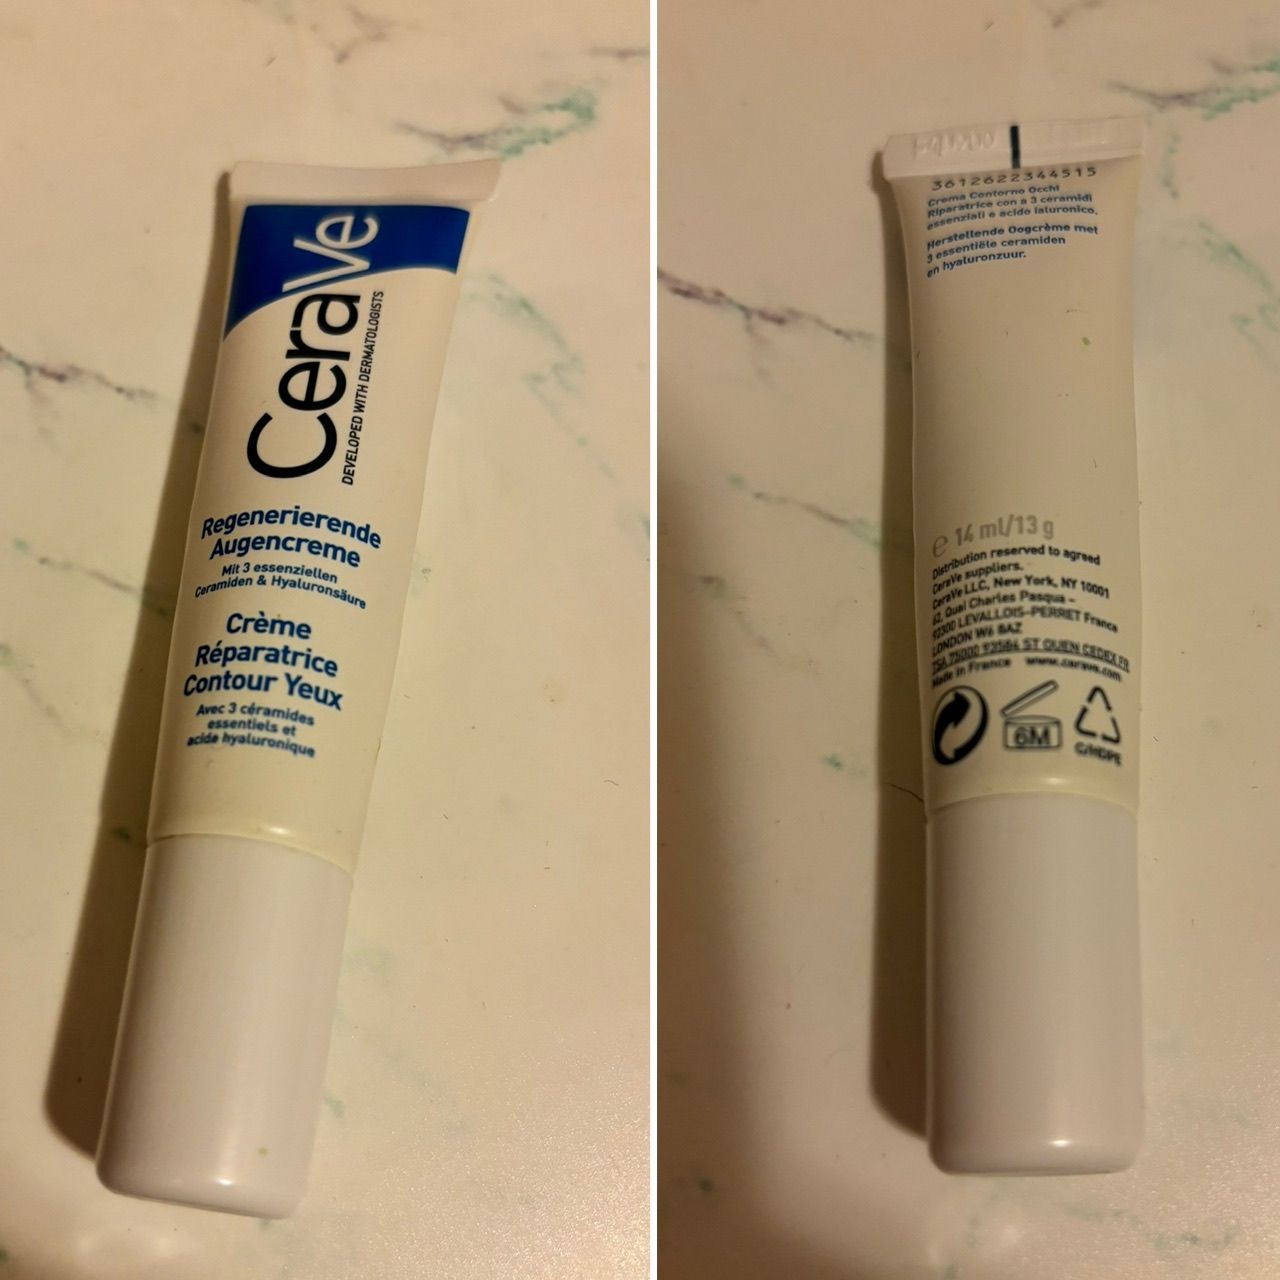 CeraVe
DEVELOPED WITH DERMATOLOGISTS
Regenerierende
Augencreme
Mit 3 essenziellen
Ceramiden & Hyaluronsäure
Crème
Réparatrice
Contour Yeux
Avec 3 céramides
essentiels et
acide hyaluronique
3612622344515
Crema Contorno Occhi
Riparatrice con a 3 ceramidi
essenziali e acido ialuronico.
Herstellende Oogcrème met
3 essentiële ceramiden
en hyaluronzuur.
e 14 ml/13 g
Distribution reserved to agreed
CeraVe suppliers.
CeraVe LLC, New York, NY 10001
62, Quai Charles Pasqua -
92300 LEVALLOIS-PERRET France
LONDON W6 8AZ
TSA 75000 93584 ST OUEN CEDEX FR
Made in France www.cerave.com
6M
C/HDPE